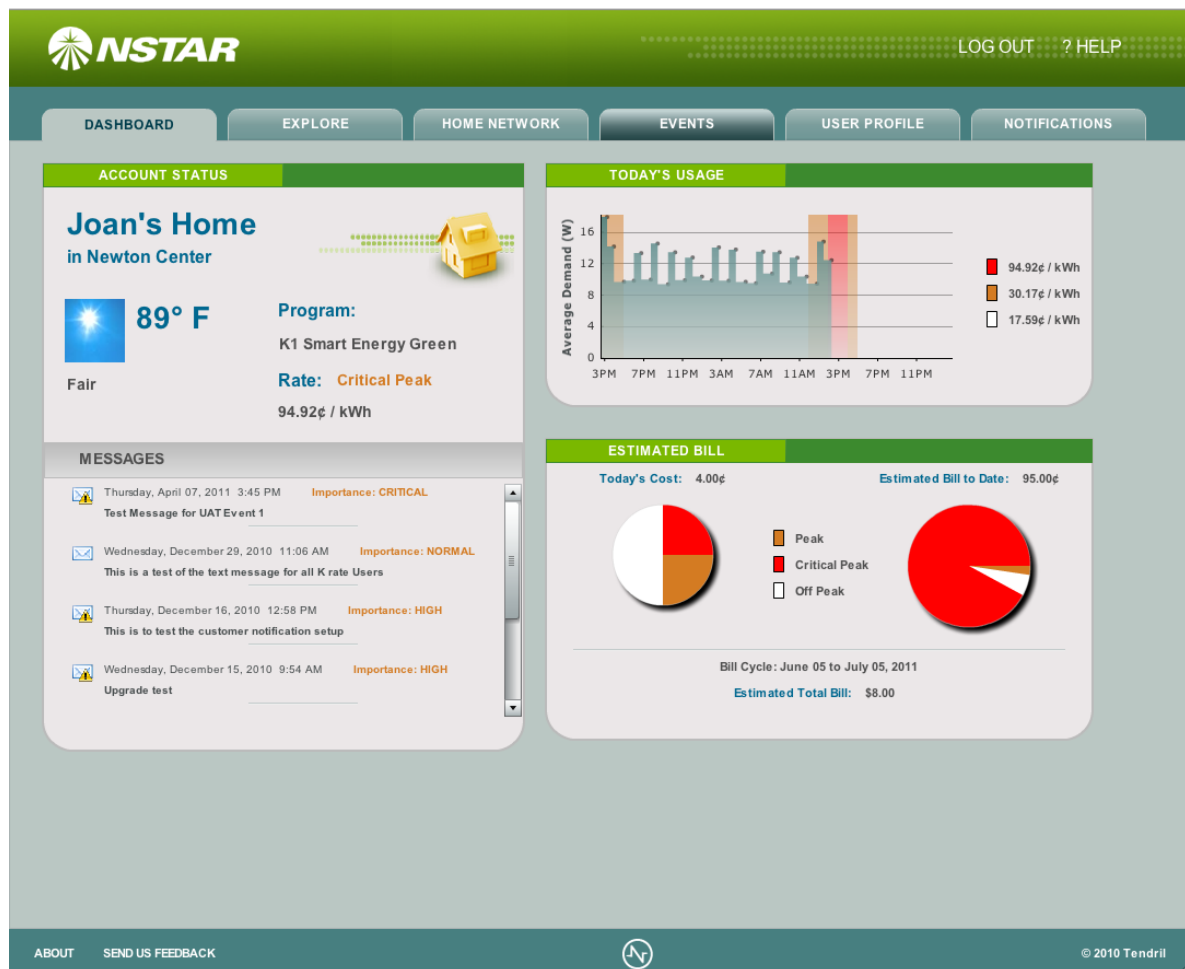 NSTAR
LOG OUT ? HELP
DASHBOARD EXPLORE HOME NETWORK EVENTS USER PROFILE NOTIFICATIONS
ACCOUNT STATUS
Joan's Home
in Newton Center
89° F
Fair
Program:
K1 Smart Energy Green
Rate: Critical Peak
94.92¢ / kWh
MESSAGES
Thursday, April 07, 2011 3:45 PM Importance: CRITICAL
Test Message for UAT Event 1
Wednesday, December 29, 2010 11:06 AM Importance: NORMAL
This is a test of the text message for all K rate Users
Thursday, December 16, 2010 12:58 PM Importance: HIGH
This is to test the customer notification setup
Wednesday, December 15, 2010 9:54 AM Importance: HIGH
Upgrade test
TODAY'S USAGE
Average Demand (W)
16
12
8
4
0
3PM 7PM 11PM 3AM 7AM 11AM 3PM 7PM 11PM
94.92¢ / kWh
30.17¢ / kWh
17.59¢ / kWh
ESTIMATED BILL
Today's Cost: 4.00¢ Estimated Bill to Date: 95.00¢
Peak
Critical Peak
Off Peak
Bill Cycle: June 05 to July 05, 2011
Estimated Total Bill: $8.00
ABOUT SEND US FEEDBACK © 2010 Tendril